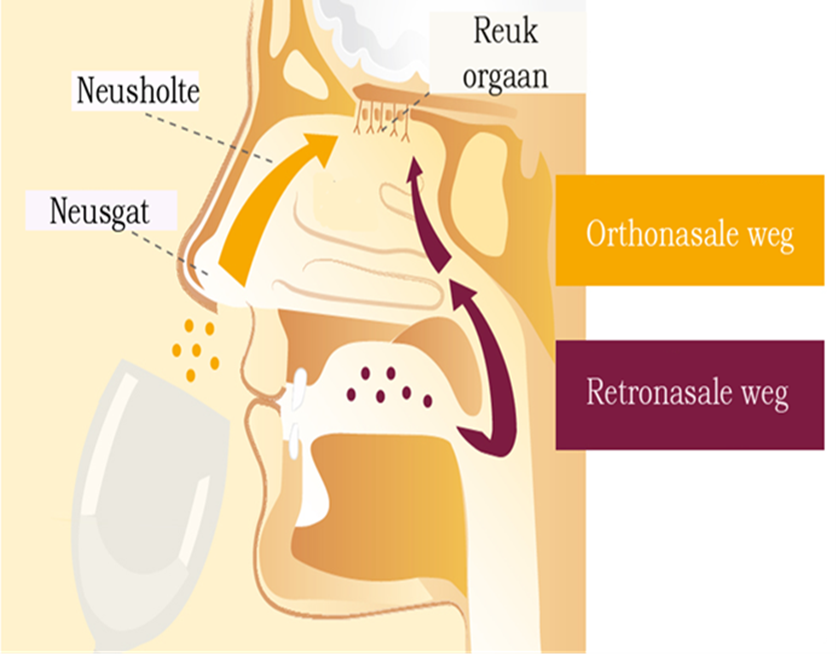 Reuk
orgaan
Neusholte
Neusgat
Orthonasale weg
Retronasale weg